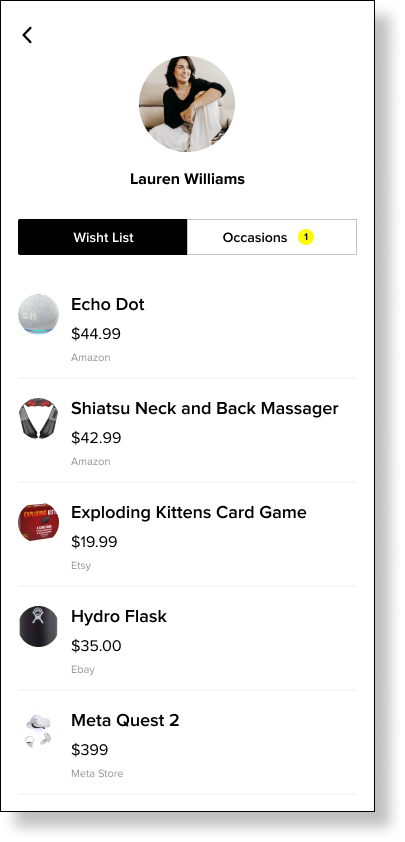 Lauren Williams
Wisht List
Occasions 1
Echo Dot
$44.99
Amazon
Shiatsu Neck and Back Massager
$42.99
Amazon
EXPLODING
Exploding Kittens Card Game
$19.99
Etsy
Hydro Flask
$35.00
Ebay
Meta Quest 2
$399
Meta Store